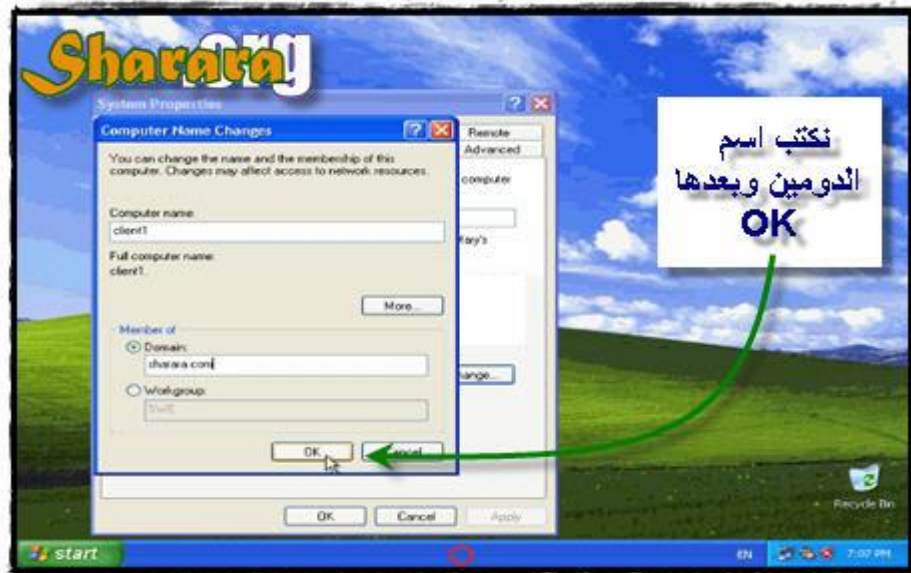 Sharara.org
System Properties
Computer Name Changes
Remote
Advanced
You can change the name and the membership of this
computer. Changes may affect access to network resources.
computer
Computer name:
client1
Full computer name:
client1.
More...
Member of
Domain:
sharara.com
Workgroup:
OK
Cancel
OK
Cancel
Apply
نكتب اسم
الدومين وبعدها
OK
Recycle Bin
start
EN
7:07 PM